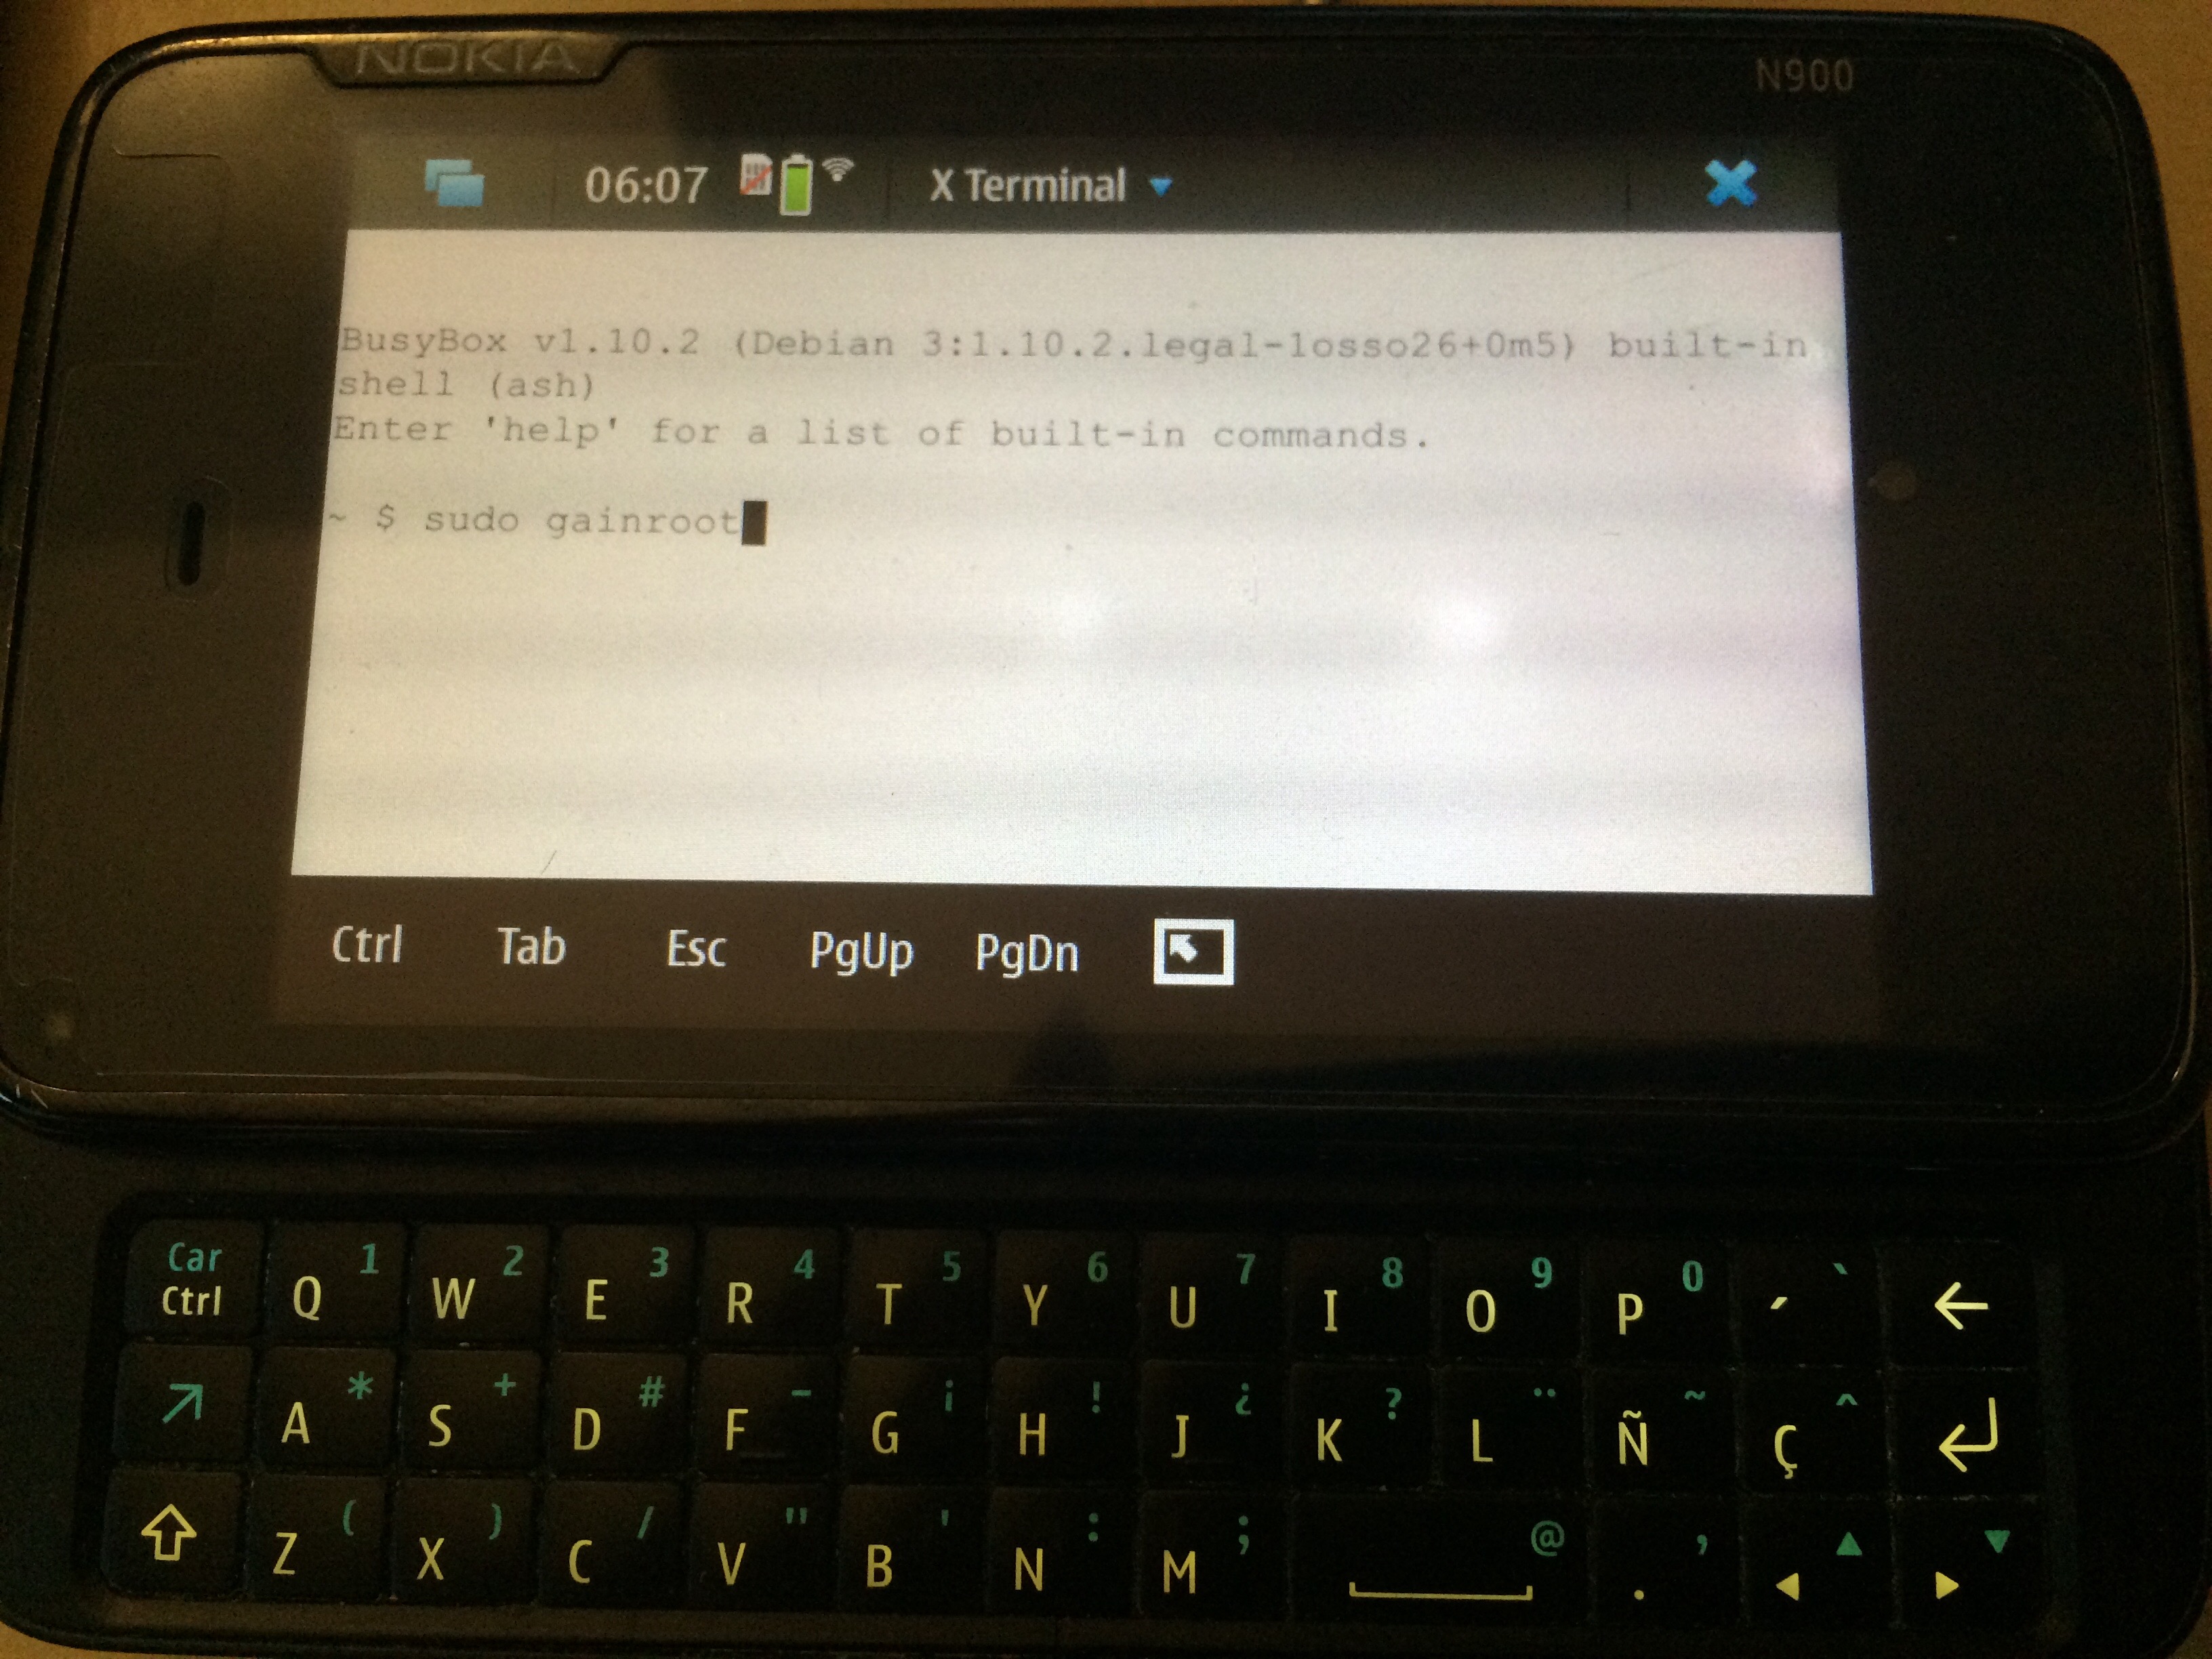 NOKIA
N900
06:07 X Terminal
BusyBox v1.10.2 (Debian 3:1.10.2.legal-1osso26+0m5) built-in
shell (ash)
Enter 'help' for a list of built-in commands.
~ $ sudo gainroot
Ctrl Tab Esc PgUp PgDn
Car 1 2 3 4 5 6 7 8 9 0 `
Ctrl Q W E R T Y U I O P ´ ←
↗ * + # - ¡ ! ¿ ? ¨ ~ ^
A S D F_ G H J K L Ñ Ç ↵
( ) / " ' : ; @ , ▲ ▼
⇧ Z X C V B N M . ◀ ▶